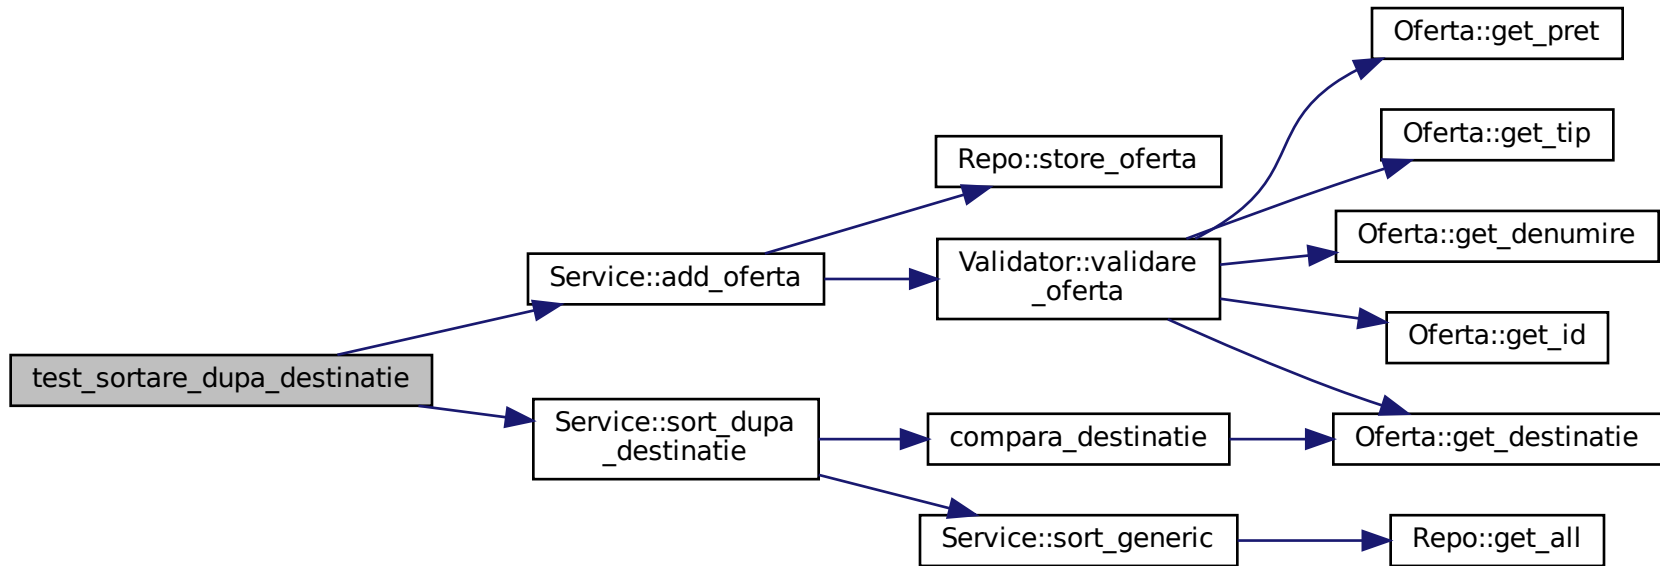 Oferta::get_pret
Oferta::get_tip
Repo::store_oferta
Oferta::get_denumire
Service::add_oferta
Validator::validare
_oferta
Oferta::get_id
test_sortare_dupa_destinatie
Service::sort_dupa
_destinatie
compara_destinatie
Oferta::get_destinatie
Service::sort_generic
Repo::get_all